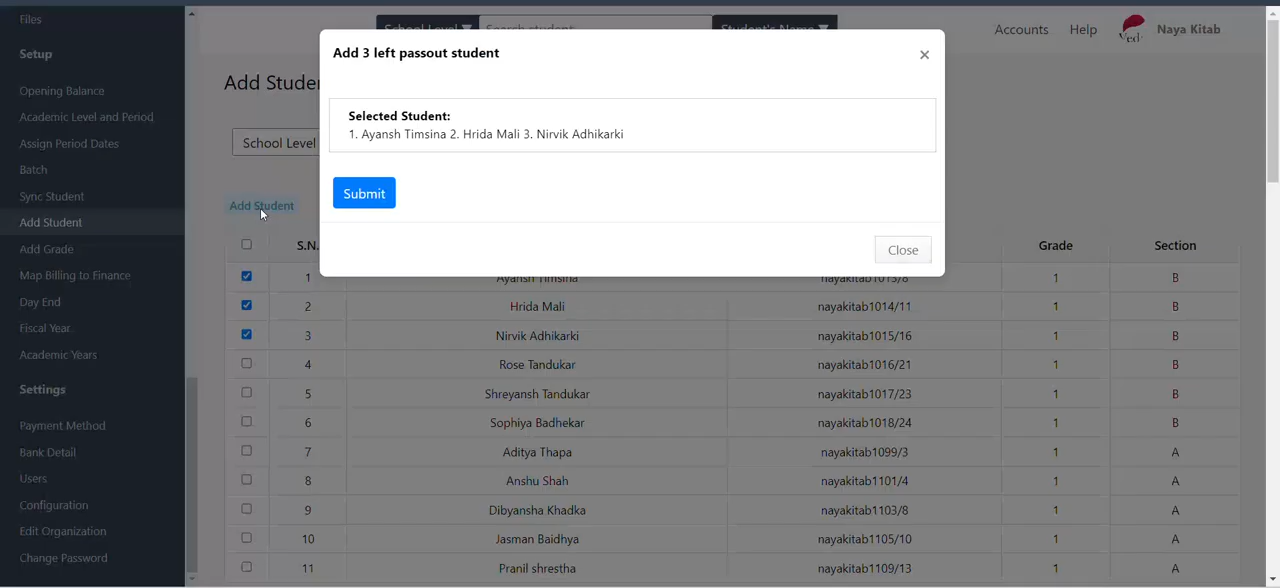 Files
Setup
Opening Balance
Academic Level and Period
Assign Period Dates
Batch
Sync Student
Add Student
Add Grade
Map Billing to Finance
Day End
Fiscal Year
Academic Years
Settings
Payment Method
Bank Detail
Users
Configuration
Edit Organization
Change Password
School Level ▼ Search student Student's Name ▼
Accounts Help Naya Kitab
Add Studen
School Level
Add 3 left passout student ×
Selected Student:
1. Ayansh Timsina 2. Hrida Mali 3. Nirvik Adhikarki
Submit
Close
Add Student
S.N. Grade Section
1 Ayansh Timsina nayakitab1013/8 1 B
2 Hrida Mali nayakitab1014/11 1 B
3 Nirvik Adhikarki nayakitab1015/16 1 B
4 Rose Tandukar nayakitab1016/21 1 B
5 Shreyansh Tandukar nayakitab1017/23 1 B
6 Sophiya Badhekar nayakitab1018/24 1 B
7 Aditya Thapa nayakitab1099/3 1 A
8 Anshu Shah nayakitab1101/4 1 A
9 Dibyansha Khadka nayakitab1103/8 1 A
10 Jasman Baidhya nayakitab1105/10 1 A
11 Pranil shrestha nayakitab1109/13 1 A